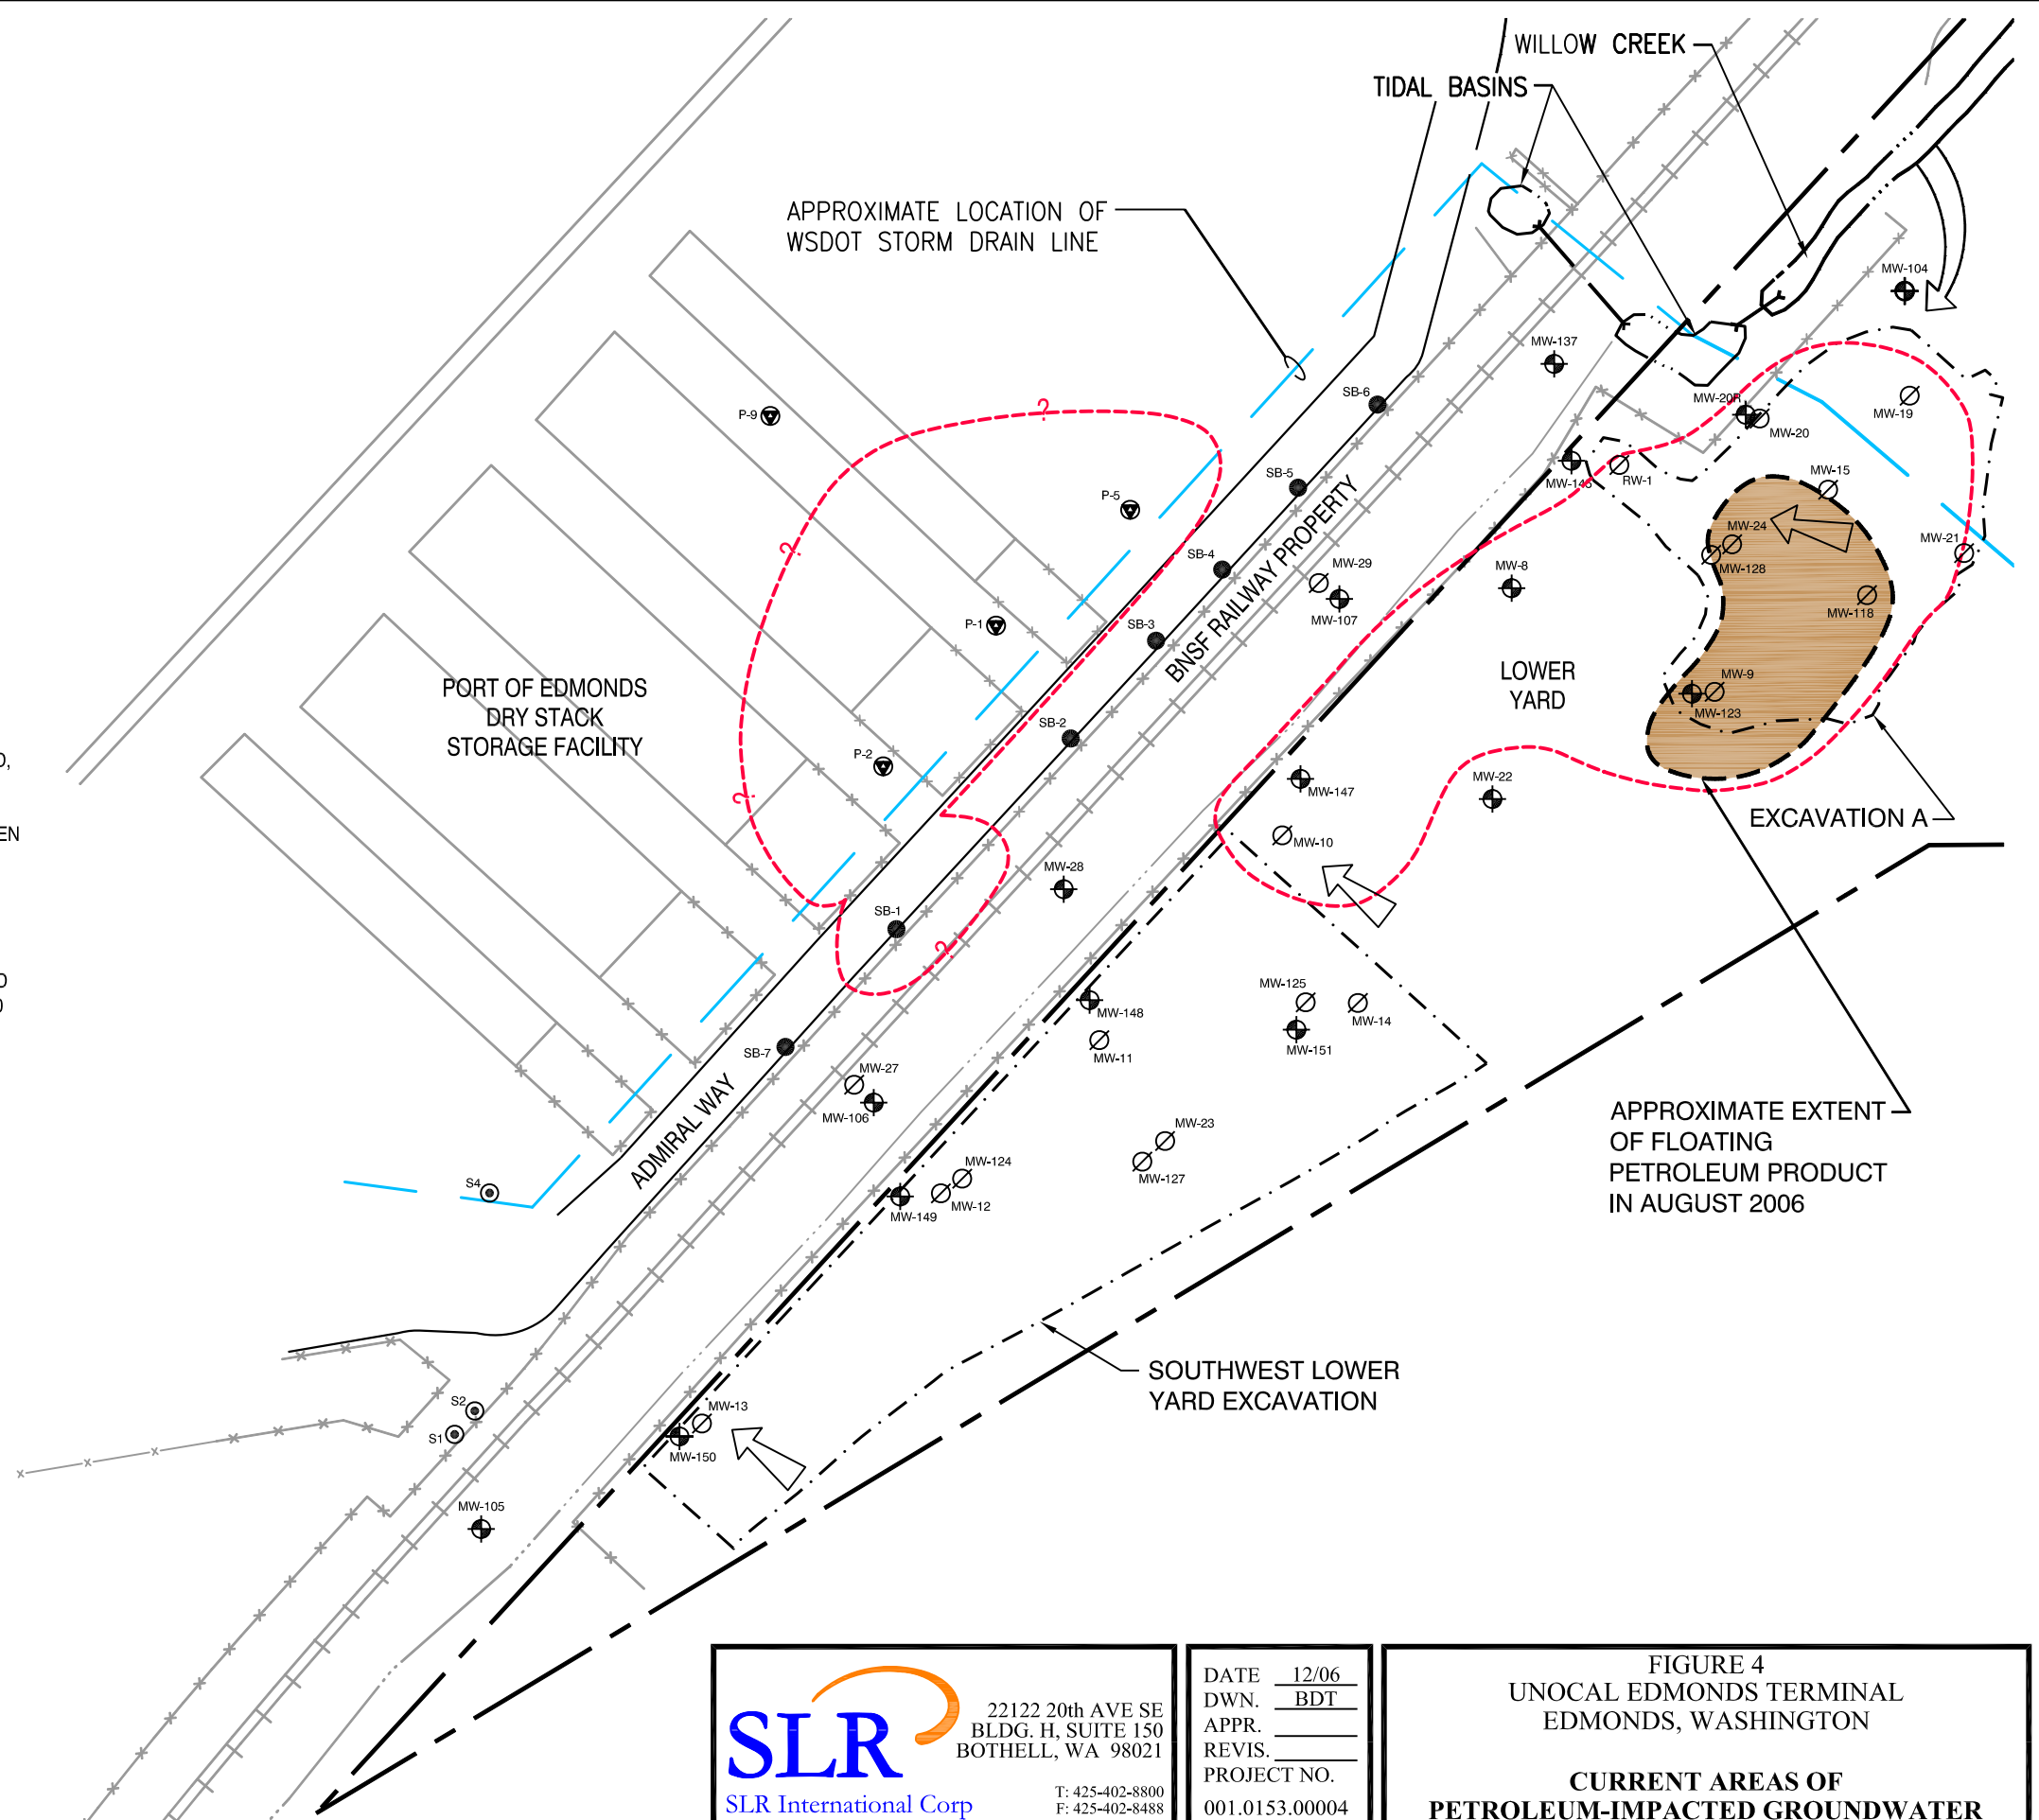 WILLOW CREEK
TIDAL BASINS
APPROXIMATE LOCATION OF
WSDOT STORM DRAIN LINE
MW-104
MW-137
SB-6
MW-20R
MW-19
P-9
?
MW-20
SB-5
MW-15
P-5
MW-145
RW-1
?
MW-24
MW-21
SB-4
MW-29
MW-8
MW-128
BNSF RAILWAY PROPERTY
MW-118
P-1
SB-3
MW-107
PORT OF EDMONDS
DRY STACK
STORAGE FACILITY
LOWER
YARD
MW-9
MW-123
SB-2
P-2
?
MW-147
MW-22
EXCAVATION A
EN
MW-10
MW-28
SB-1
?
MW-125
MW-14
MW-148
MW-151
MW-11
SB-7
MW-27
MW-106
ADMIRAL WAY
MW-23
MW-127
MW-124
MW-12
MW-149
S4
APPROXIMATE EXTENT
OF FLOATING
PETROLEUM PRODUCT
IN AUGUST 2006
SOUTHWEST LOWER
YARD EXCAVATION
S2
S1
MW-13
MW-150
MW-105
SLR
SLR International Corp
22122 20th AVE SE
BLDG. H, SUITE 150
BOTHELL, WA 98021
T: 425-402-8800
F: 425-402-8488
DATE 12/06
DWN. BDT
APPR.
REVIS.
PROJECT NO.
001.0153.00004
FIGURE 4
UNOCAL EDMONDS TERMINAL
EDMONDS, WASHINGTON
CURRENT AREAS OF
PETROLEUM-IMPACTED GROUNDWATER